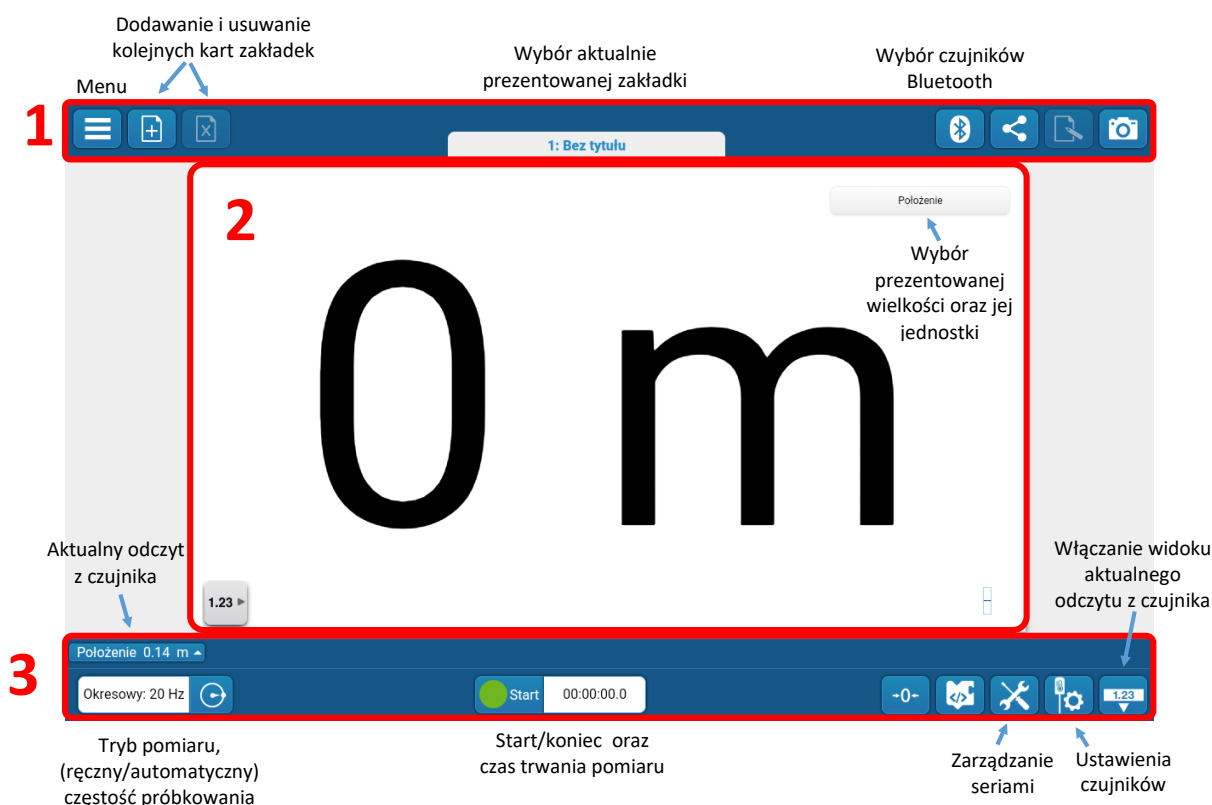 Dodawanie i usuwanie
kolejnych kart zakładek
Wybór aktualnie
prezentowanej zakładki
Wybór czujników
Bluetooth
Menu
1
1: Bez tytułu
2
Położenie
Wybór
prezentowanej
wielkości oraz jej
jednostki
0 m
Aktualny odczyt
z czujnika
Włączanie widoku
aktualnego
odczytu z czujnika
1.23
3
Położenie 0.14 m
Okresowy: 20 Hz
Start 00:00:00.0
→0←
1.23
Tryb pomiaru,
(ręczny/automatyczny)
częstość próbkowania
Start/koniec oraz
czas trwania pomiaru
Zarządzanie
seriami
Ustawienia
czujników